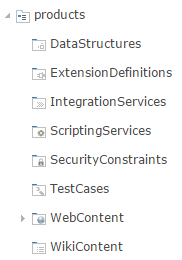 products
DataStructures
ExtensionDefinitions
IntegrationServices
ScriptingServices
SecurityConstraints
TestCases
WebContent
WikiContent